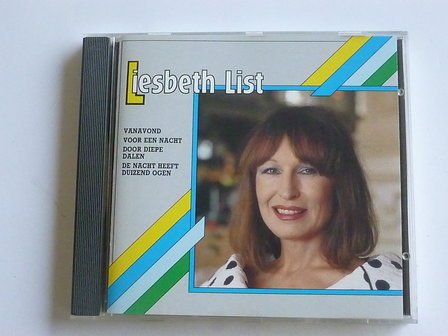 Liesbeth List
VANAVOND
VOOR EEN NACHT
DOOR DIEPE
DALEN
DE NACHT HEEFT
DUIZEND OGEN